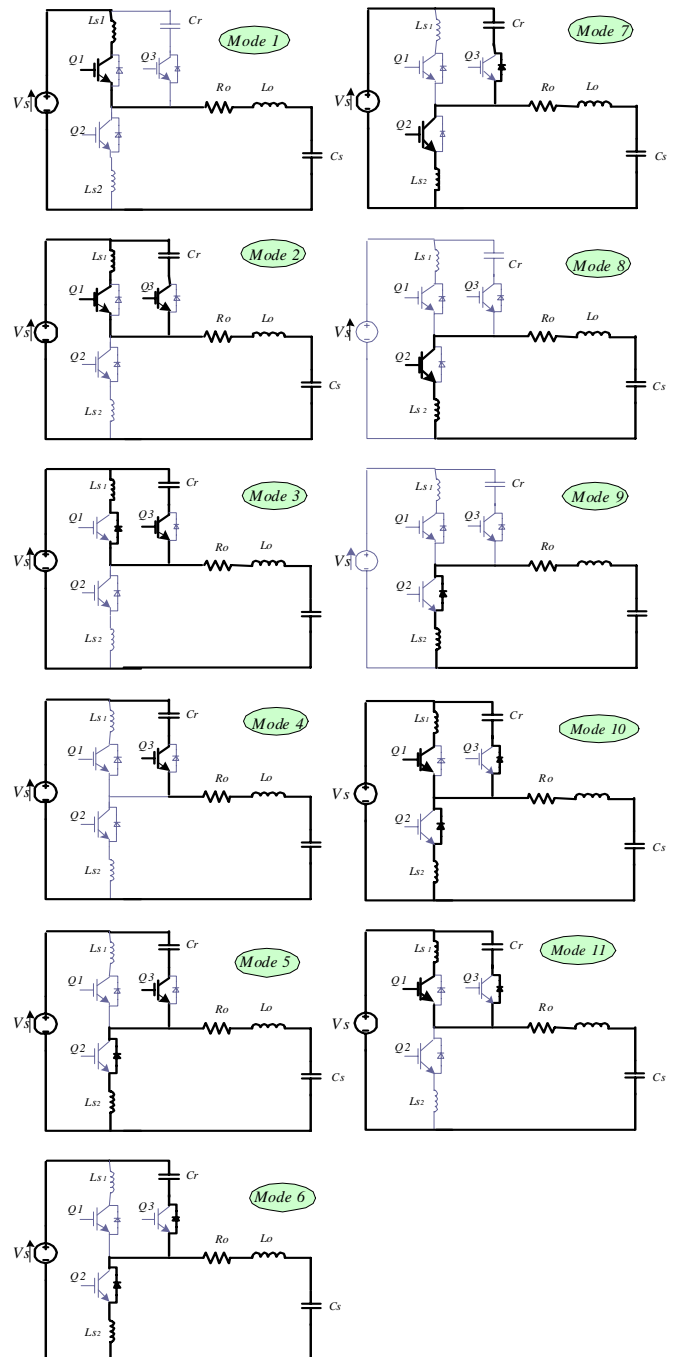 Mode 1
Ls1
Cr
Q1
Q3
Vs
Ro
Lo
Q2
Cs
Ls2
Mode 2
Ls1
Cr
Q1
Q3
Vs
Ro
Lo
Q2
Cs
Ls2
Mode 3
Ls1
Cr
Q1
Q3
Vs
Ro
Lo
Q2
Ls2
Mode 4
Ls1
Cr
Q1
Q3
Vs
Ro
Lo
Q2
Ls2
Mode 5
Ls1
Cr
Q1
Q3
Vs
Ro
Lo
Q2
Cs
Ls2
Mode 6
Ls1
Cr
Q1
Q3
Vs
Ro
Lo
Q2
Cs
Ls2
Mode 7
Ls1
Cr
Q1
Q3
Vs
Ro
Lo
Q2
Cs
Ls2
Mode 8
Ls1
Cr
Q1
Q3
Vs
Ro
Lo
Q2
Cs
Ls2
Mode 9
Ls1
Cr
Q1
Q3
Vs
Ro
Q2
Ls2
Mode 10
Ls1
Cr
Q1
Q3
Vs
Ro
Q2
Cs
Ls2
Mode 11
Ls1
Cr
Q1
Q3
Vs
Ro
Q2
Cs
Ls2